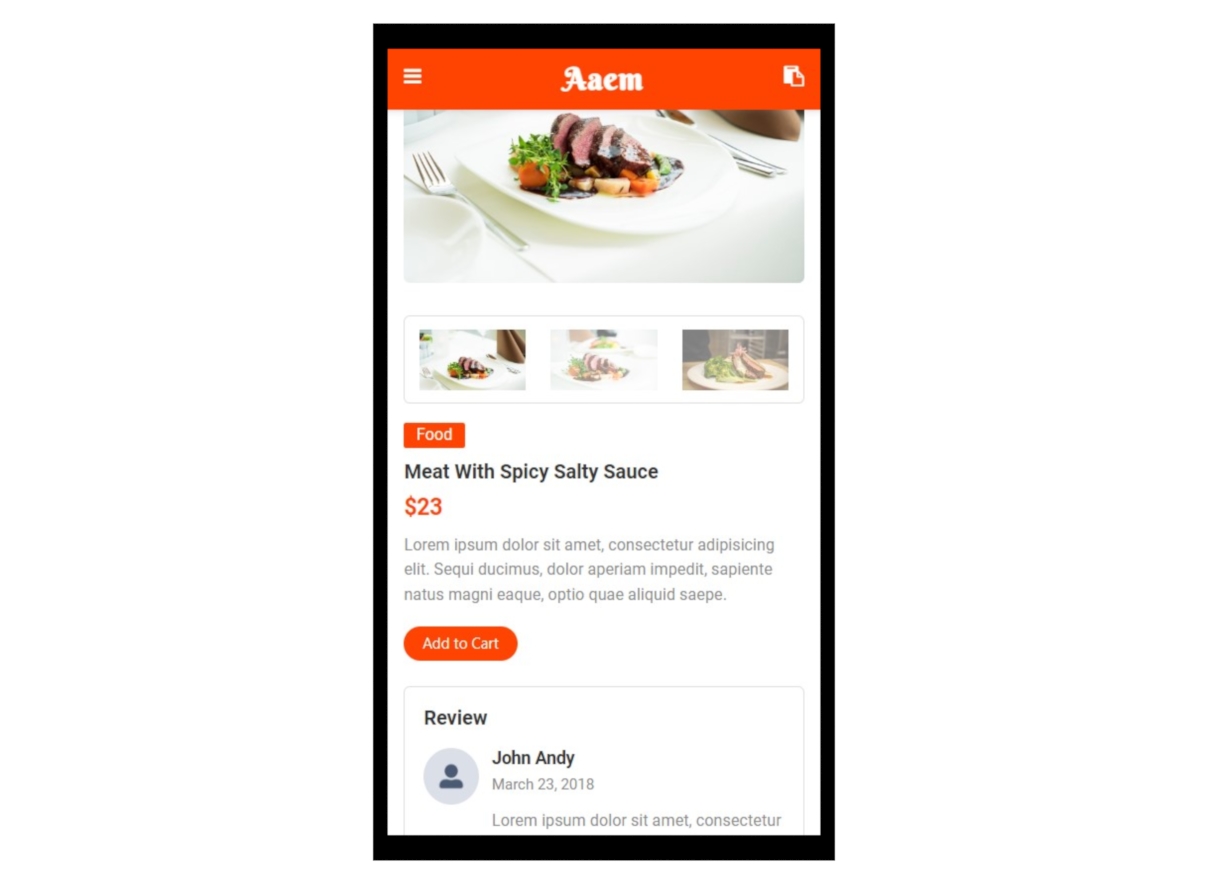 Aaem
Food
Meat With Spicy Salty Sauce
$23
Lorem ipsum dolor sit amet, consectetur adipisicing
elit. Sequi ducimus, dolor aperiam impedit, sapiente
natus magni eaque, optio quae aliquid saepe.
Add to Cart
Review
John Andy
March 23, 2018
Lorem ipsum dolor sit amet, consectetur